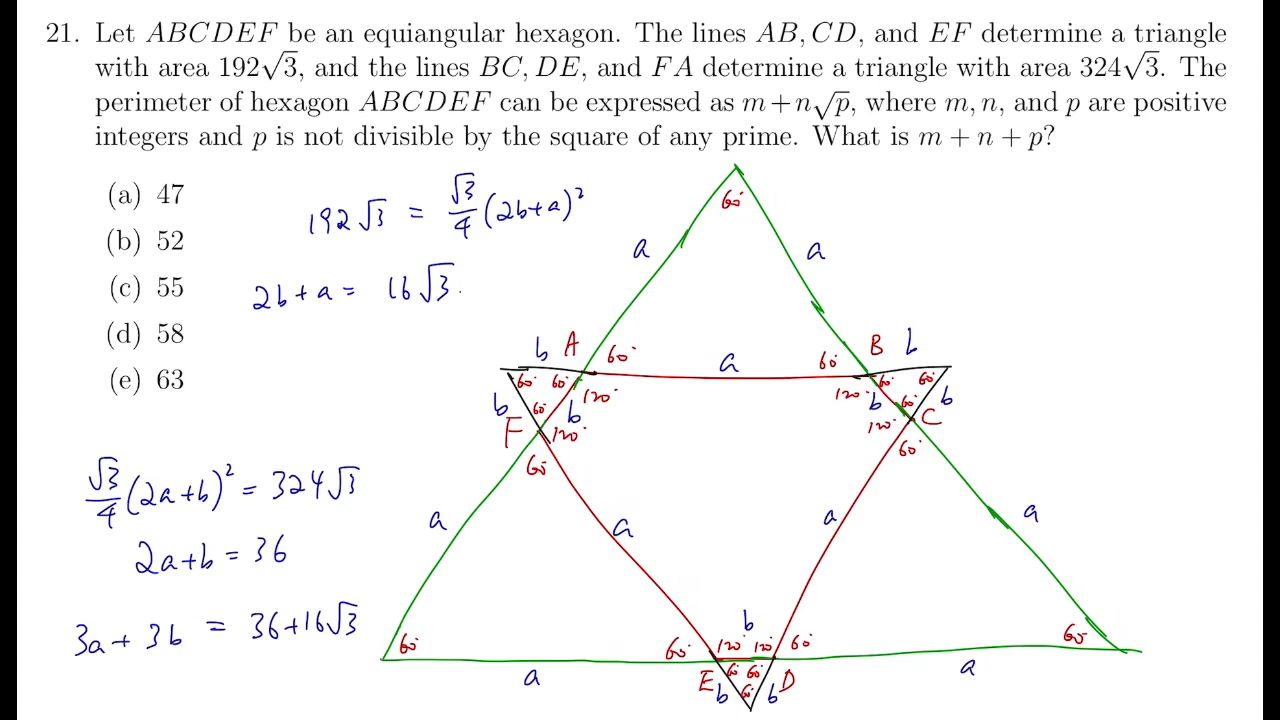 21. Let ABCDEF be an equiangular hexagon. The lines AB, CD, and EF determine a triangle
with area 192√3, and the lines BC, DE, and FA determine a triangle with area 324√3. The
perimeter of hexagon ABCDEF can be expressed as m+n√p, where m, n, and p are positive
integers and p is not divisible by the square of any prime. What is m + n + p?
(a) 47
(b) 52
(c) 55
(d) 58
(e) 63
192√3 = √3/4 (2b+a)²
2b+a = 16√3.
√3/4 (2a+b)² = 324√3
2a+b = 36
3a+3b = 36+16√3
60°
a a
b A 60° a 60° B b
60° 60° 120° 120° 60° 60°
b 60° b b 60° b
F 120° 120° C
60° 60°
a a a a
b
60° 60° 120° 120° 60° 60°
a E 60° 60° D a
b 60° b